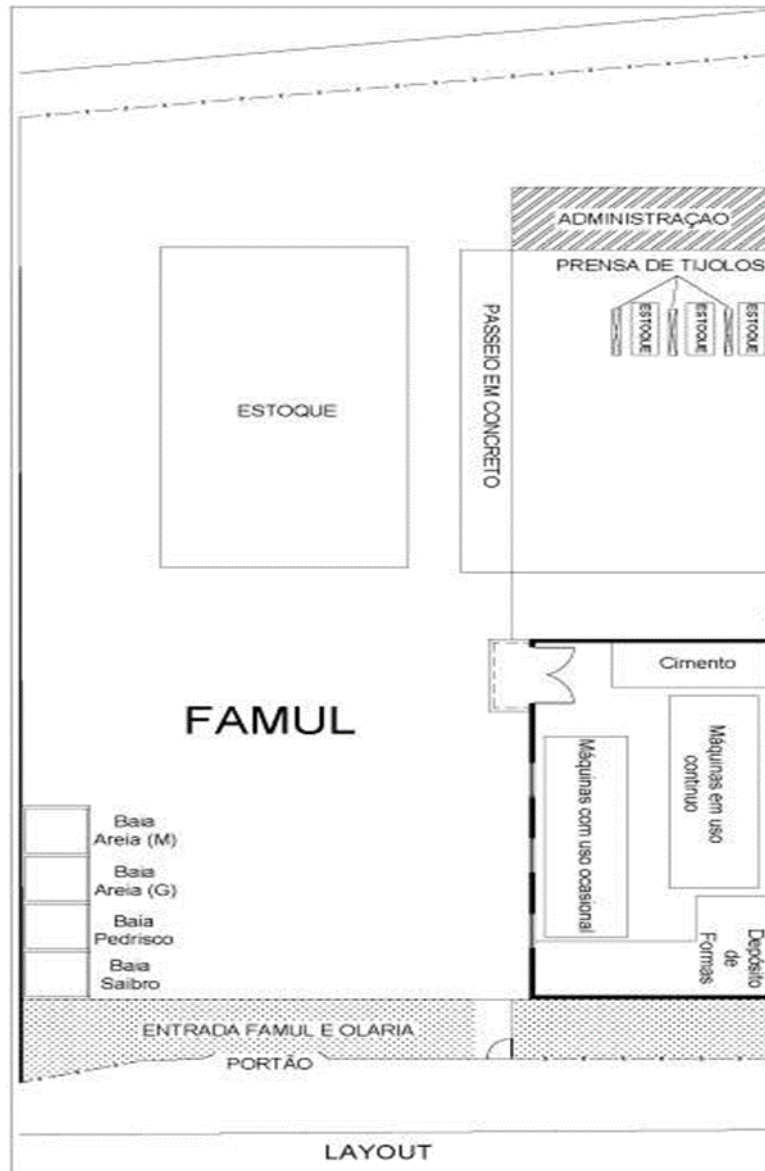 ADMINISTRAÇAO
PRENSA DE TIJOLOS
ESTOQUE
ESTOQUE
ESTOQUE
PASSEIO EM CONCRETO
ESTOQUE
Cimento
FAMUL
Máquinas em uso
continuo
Máquinas com uso ocasional
Baia
Areia (M)
Baia
Areia (G)
Baia
Pedrisco
Baia
Saibro
Depósito
de
Formas
ENTRADA FAMUL E OLARIA
PORTÃO
LAYOUT